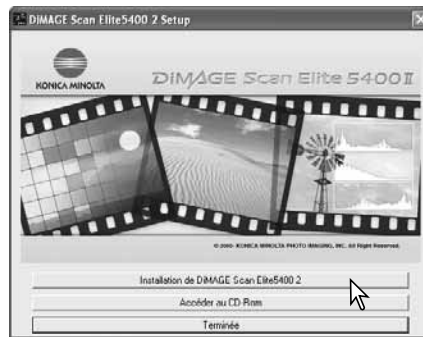 DiMAGE Scan Elite5400 2 Setup
KONICA MINOLTA
DiMAGE Scan Elite 5400 II
© 2005 KONICA MINOLTA PHOTO IMAGING, INC. All Right Reserved.
Installation de DiMAGE Scan Elite5400 2
Accéder au CD-Rom
Terminée